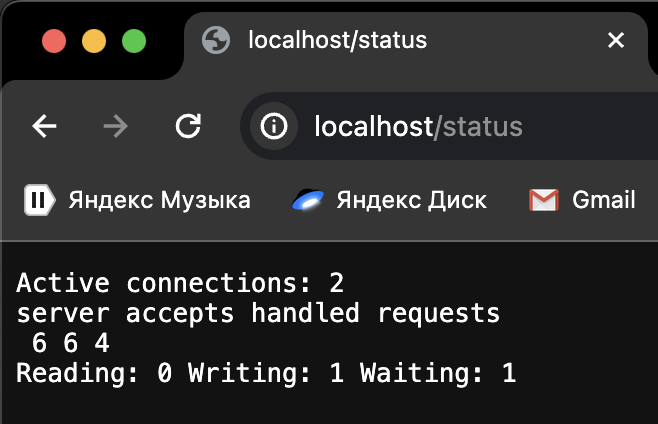 localhost/status
localhost/status
Яндекс Музыка Яндекс Диск Gmail
Active connections: 2
server accepts handled requests
 6 6 4
Reading: 0 Writing: 1 Waiting: 1